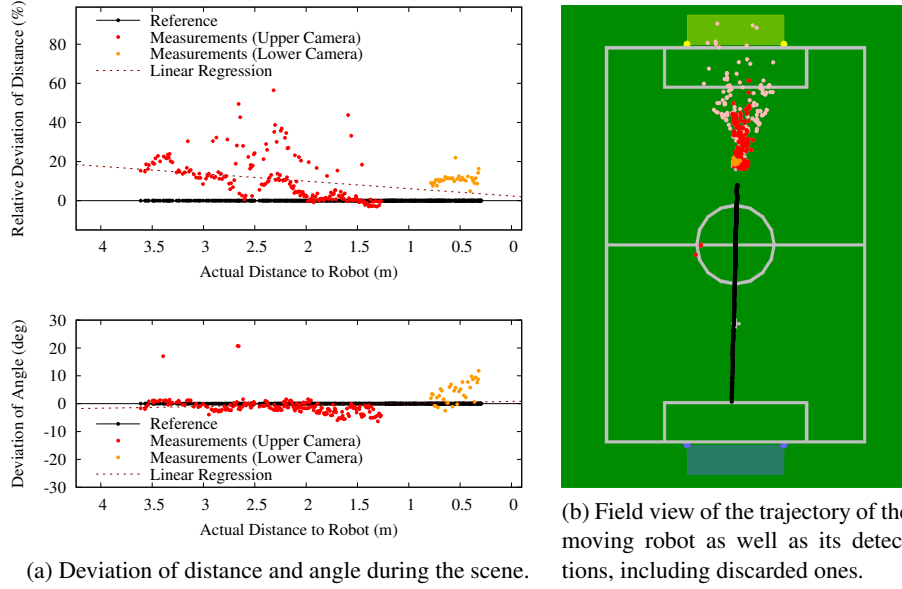 Relative Deviation of Distance (%)
80
60
40
20
0
Reference
Measurements (Upper Camera)
Measurements (Lower Camera)
Linear Regression
4 3.5 3 2.5 2 1.5 1 0.5 0
Actual Distance to Robot (m)
Deviation of Angle (deg)
30
20
10
0
-10
-20
-30
Reference
Measurements (Upper Camera)
Measurements (Lower Camera)
Linear Regression
4 3.5 3 2.5 2 1.5 1 0.5 0
Actual Distance to Robot (m)
(a) Deviation of distance and angle during the scene.
(b) Field view of the trajectory of the
moving robot as well as its detec-
tions, including discarded ones.